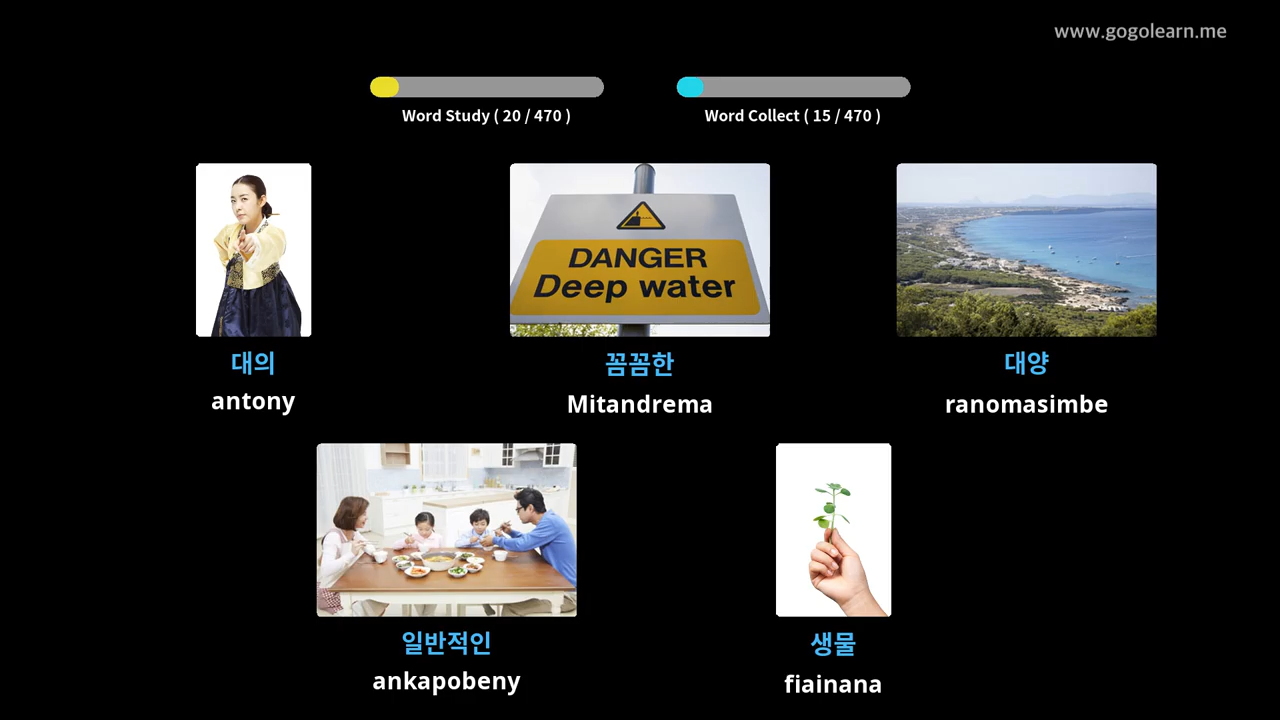 www.gogolearn.me
Word Study ( 20 / 470 )
Word Collect ( 15 / 470 )
DANGER
Deep water
대의
antony
꼼꼼한
Mitandrema
대양
ranomasimbe
일반적인
ankapobeny
생물
fiainana